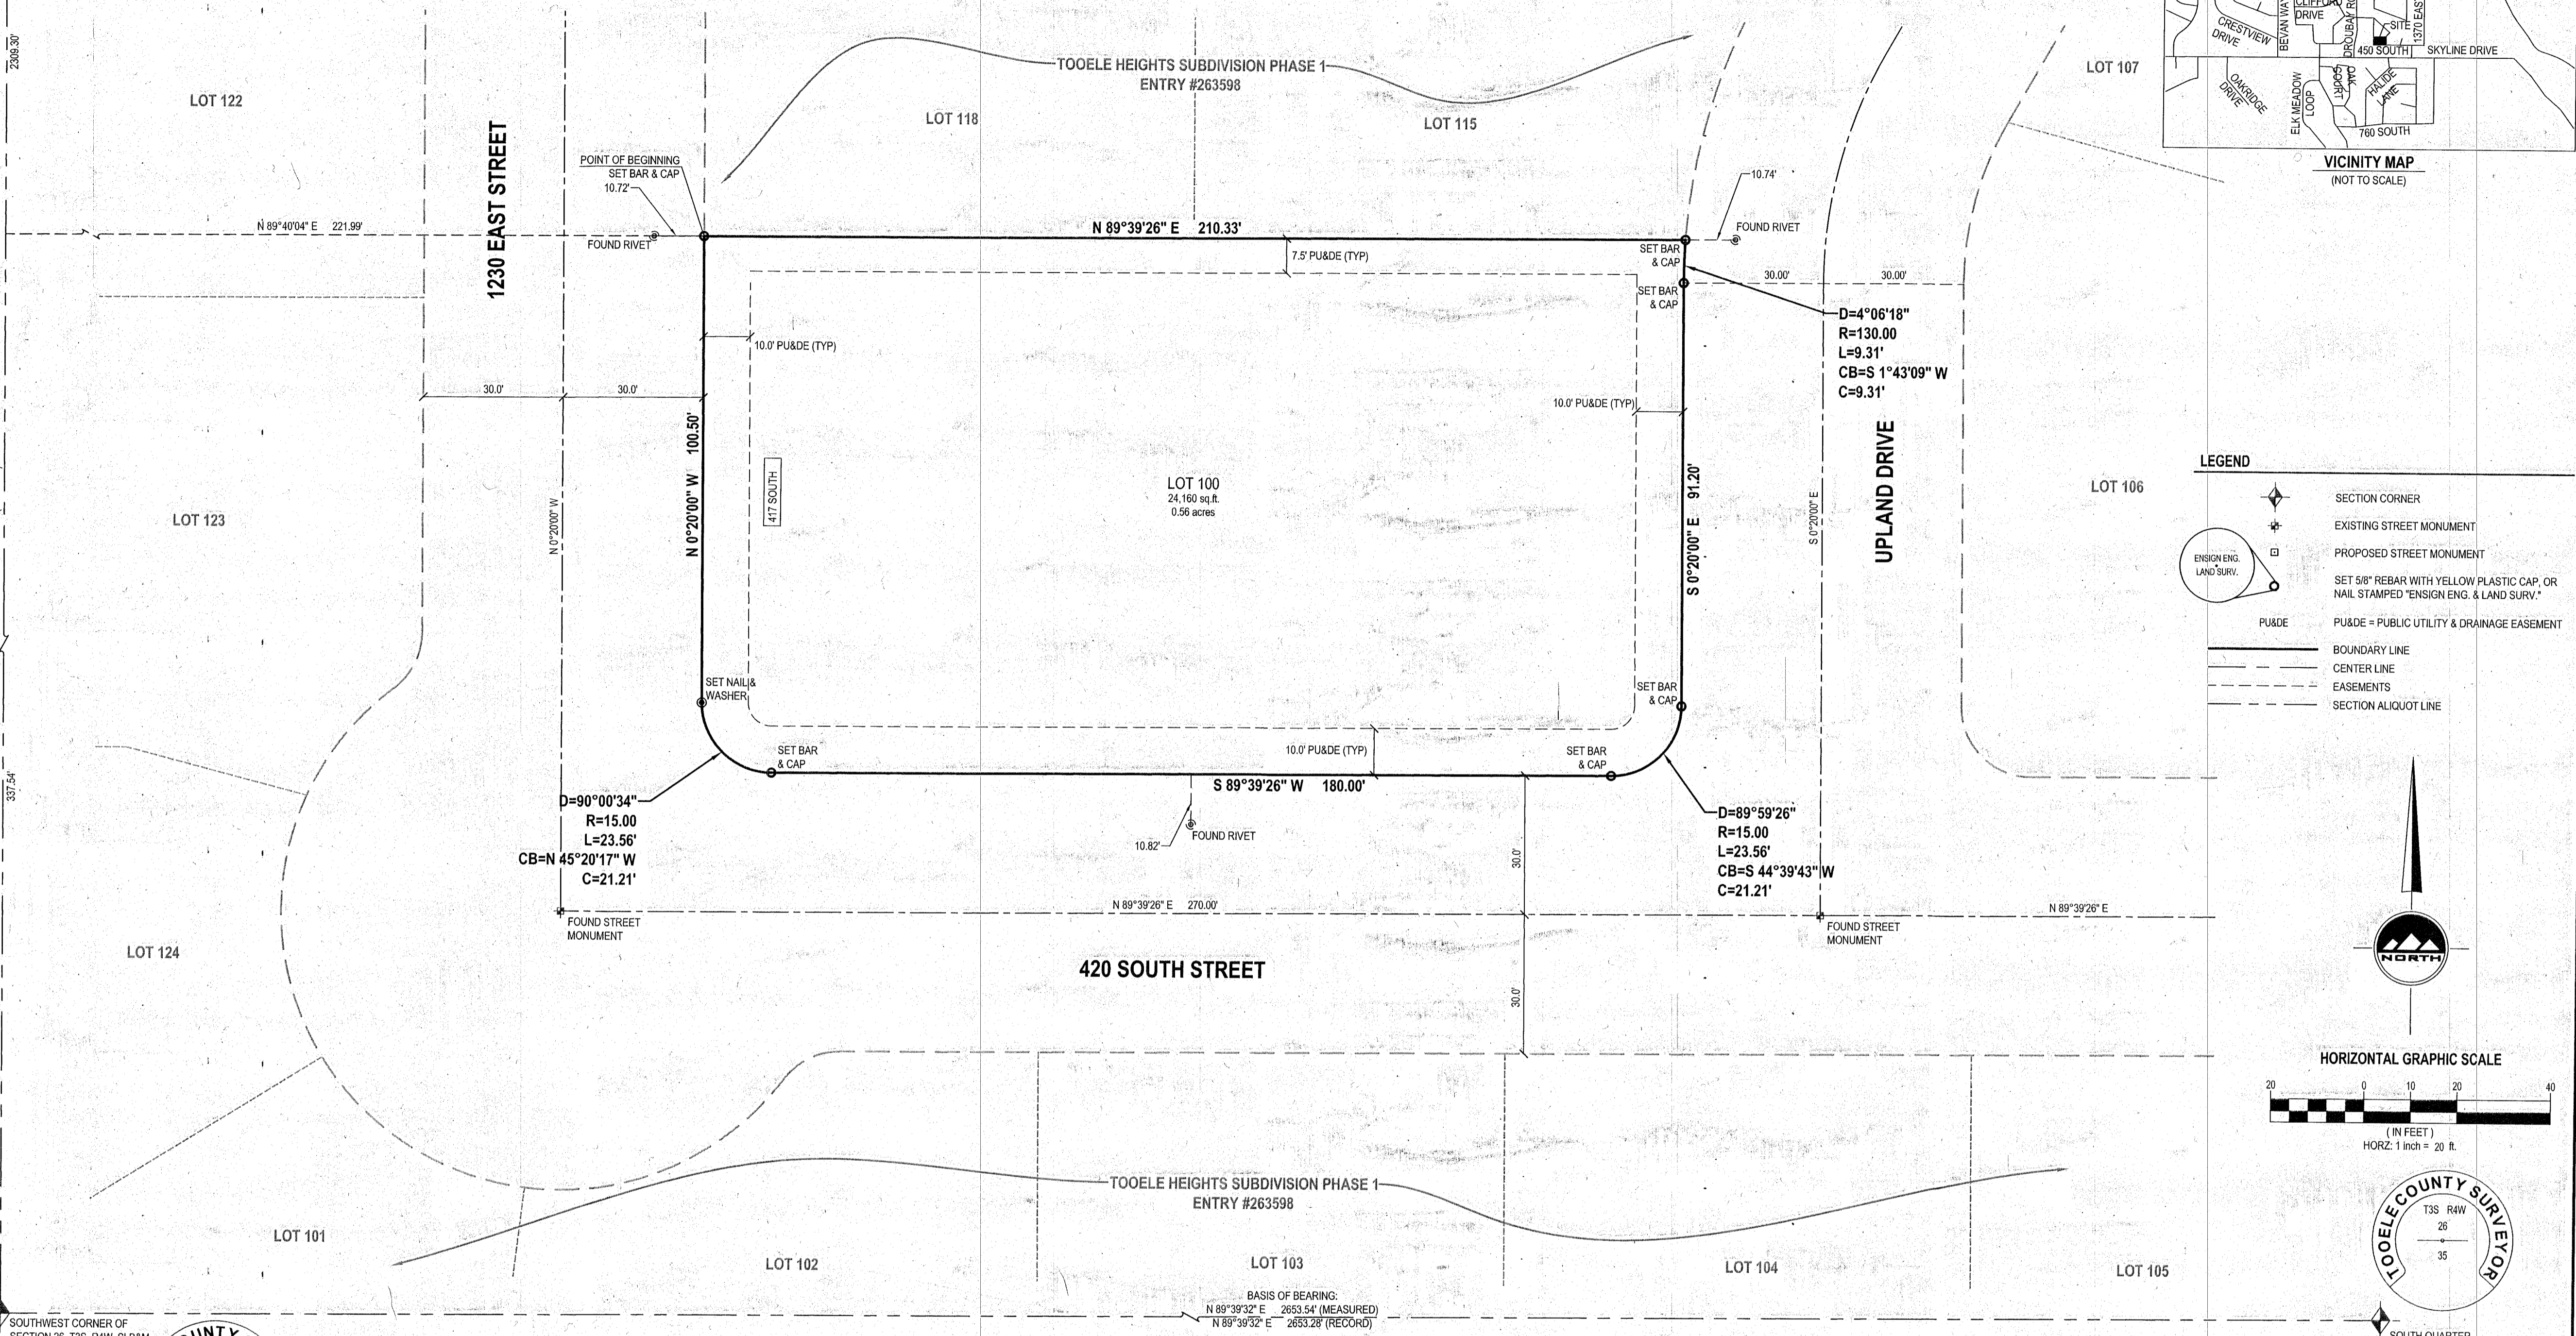 2309.30'
LOT 122
1230 EAST STREET
TOOELE HEIGHTS SUBDIVISION PHASE 1
ENTRY #263598
LOT 118
LOT 115
LOT 107
CLIFFORD
DRIVE
CRESTVIEW
DRIVE
BEVAN WAY
SITE
1370 EAST
450 SOUTH
SKYLINE DRIVE
OAKRIDGE
DRIVE
ELK MEADOW
LOOP
OAK
COURT
HALIDE
LANE
760 SOUTH
VICINITY MAP
(NOT TO SCALE)
POINT OF BEGINNING
SET BAR & CAP
10.72'
N 89°40'04" E 221.99'
FOUND RIVET
N 89°39'26" E 210.33'
7.5' PU&DE (TYP)
10.74'
FOUND RIVET
SET BAR
& CAP
SET BAR
& CAP
30.00'
30.00'
D=4°06'18"
R=130.00
L=9.31'
CB=S 1°43'09" W
C=9.31'
10.0' PU&DE (TYP)
10.0' PU&DE (TYP)
30.0'
30.0'
N 0°20'00" W 100.50'
417 SOUTH
LOT 100
24,160 sq.ft.
0.56 acres
S 0°20'00" E 91.20'
UPLAND DRIVE
S 0°20'00" E
N 0°20'00" W
LOT 123
LOT 106
LEGEND
SECTION CORNER
EXISTING STREET MONUMENT
PROPOSED STREET MONUMENT
ENSIGN ENG.
LAND SURV.
SET 5/8" REBAR WITH YELLOW PLASTIC CAP, OR
NAIL STAMPED "ENSIGN ENG. & LAND SURV."
PU&DE
PU&DE = PUBLIC UTILITY & DRAINAGE EASEMENT
BOUNDARY LINE
CENTER LINE
EASEMENTS
SECTION ALIQUOT LINE
SET NAIL &
WASHER
SET BAR
& CAP
SET BAR
& CAP
SET BAR
& CAP
10.0' PU&DE (TYP)
S 89°39'26" W 180.00'
337.54'
D=90°00'34"
R=15.00
L=23.56'
CB=N 45°20'17" W
C=21.21'
10.82'
FOUND RIVET
30.0'
D=89°59'26"
R=15.00
L=23.56'
CB=S 44°39'43" W
C=21.21'
N 89°39'26" E 270.00'
N 89°39'26" E
FOUND STREET
MONUMENT
FOUND STREET
MONUMENT
LOT 124
420 SOUTH STREET
30.0'
NORTH
HORIZONTAL GRAPHIC SCALE
20 0 10 20 40
( IN FEET )
HORZ: 1 inch = 20 ft.
TOOELE HEIGHTS SUBDIVISION PHASE 1
ENTRY #263598
LOT 101
LOT 102
LOT 103
LOT 104
LOT 105
TOOELE COUNTY SURVEYOR
T3S R4W
26
35
BASIS OF BEARING:
N 89°39'32" E 2653.54' (MEASURED)
N 89°39'32" E 2653.28' (RECORD)
SOUTHWEST CORNER OF
SOUTH QUARTER